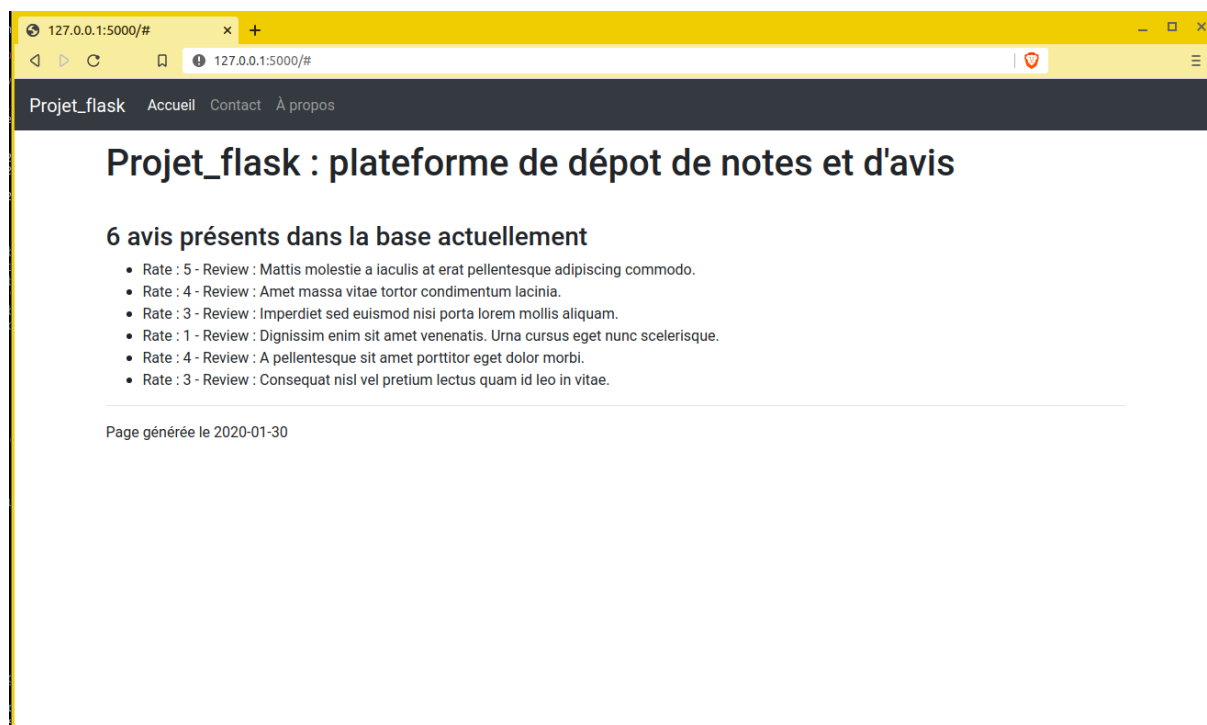 127.0.0.1:5000/#
127.0.0.1:5000/#
Projet_flask Accueil Contact À propos
Projet_flask : plateforme de dépot de notes et d'avis
6 avis présents dans la base actuellement
Rate : 5 - Review : Mattis molestie a iaculis at erat pellentesque adipiscing commodo.
Rate : 4 - Review : Amet massa vitae tortor condimentum lacinia.
Rate : 3 - Review : Imperdiet sed euismod nisi porta lorem mollis aliquam.
Rate : 1 - Review : Dignissim enim sit amet venenatis. Urna cursus eget nunc scelerisque.
Rate : 4 - Review : A pellentesque sit amet porttitor eget dolor morbi.
Rate : 3 - Review : Consequat nisl vel pretium lectus quam id leo in vitae.
Page générée le 2020-01-30